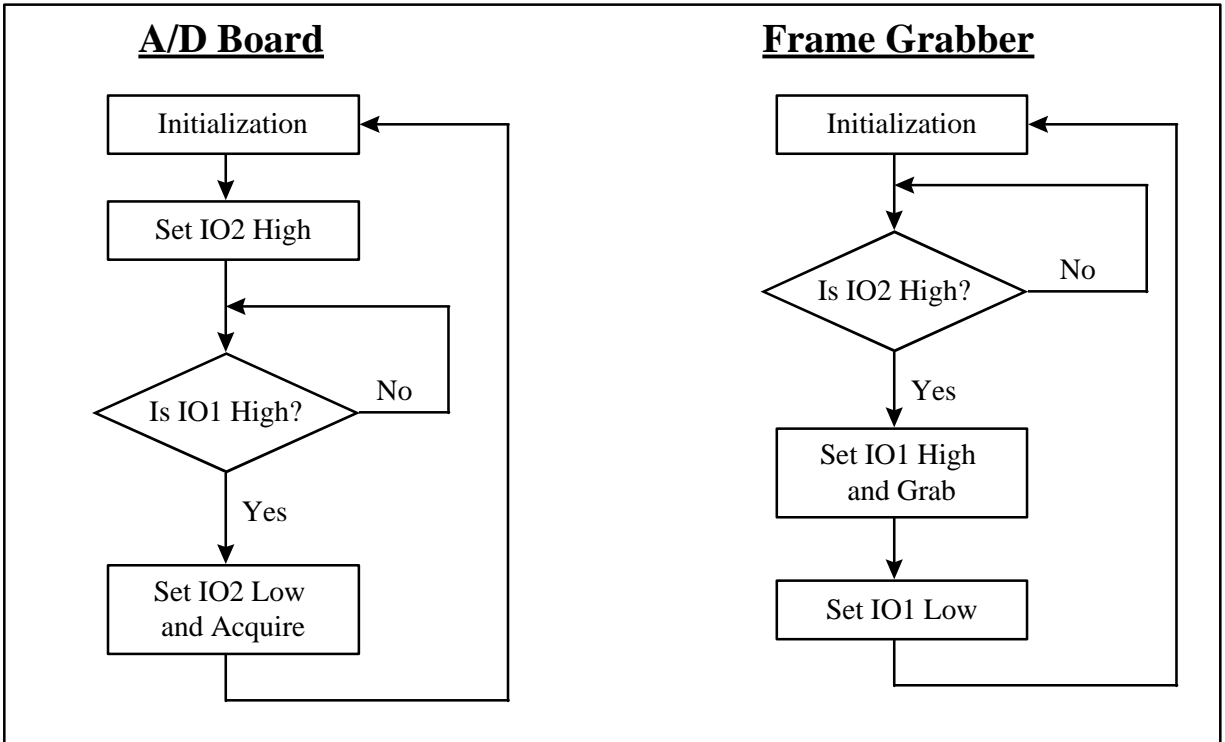 A/D Board
Initialization
Set IO2 High
Is IO1 High?
No
Yes
Set IO2 Low
and Acquire
Frame Grabber
Initialization
Is IO2 High?
No
Yes
Set IO1 High
and Grab
Set IO1 Low